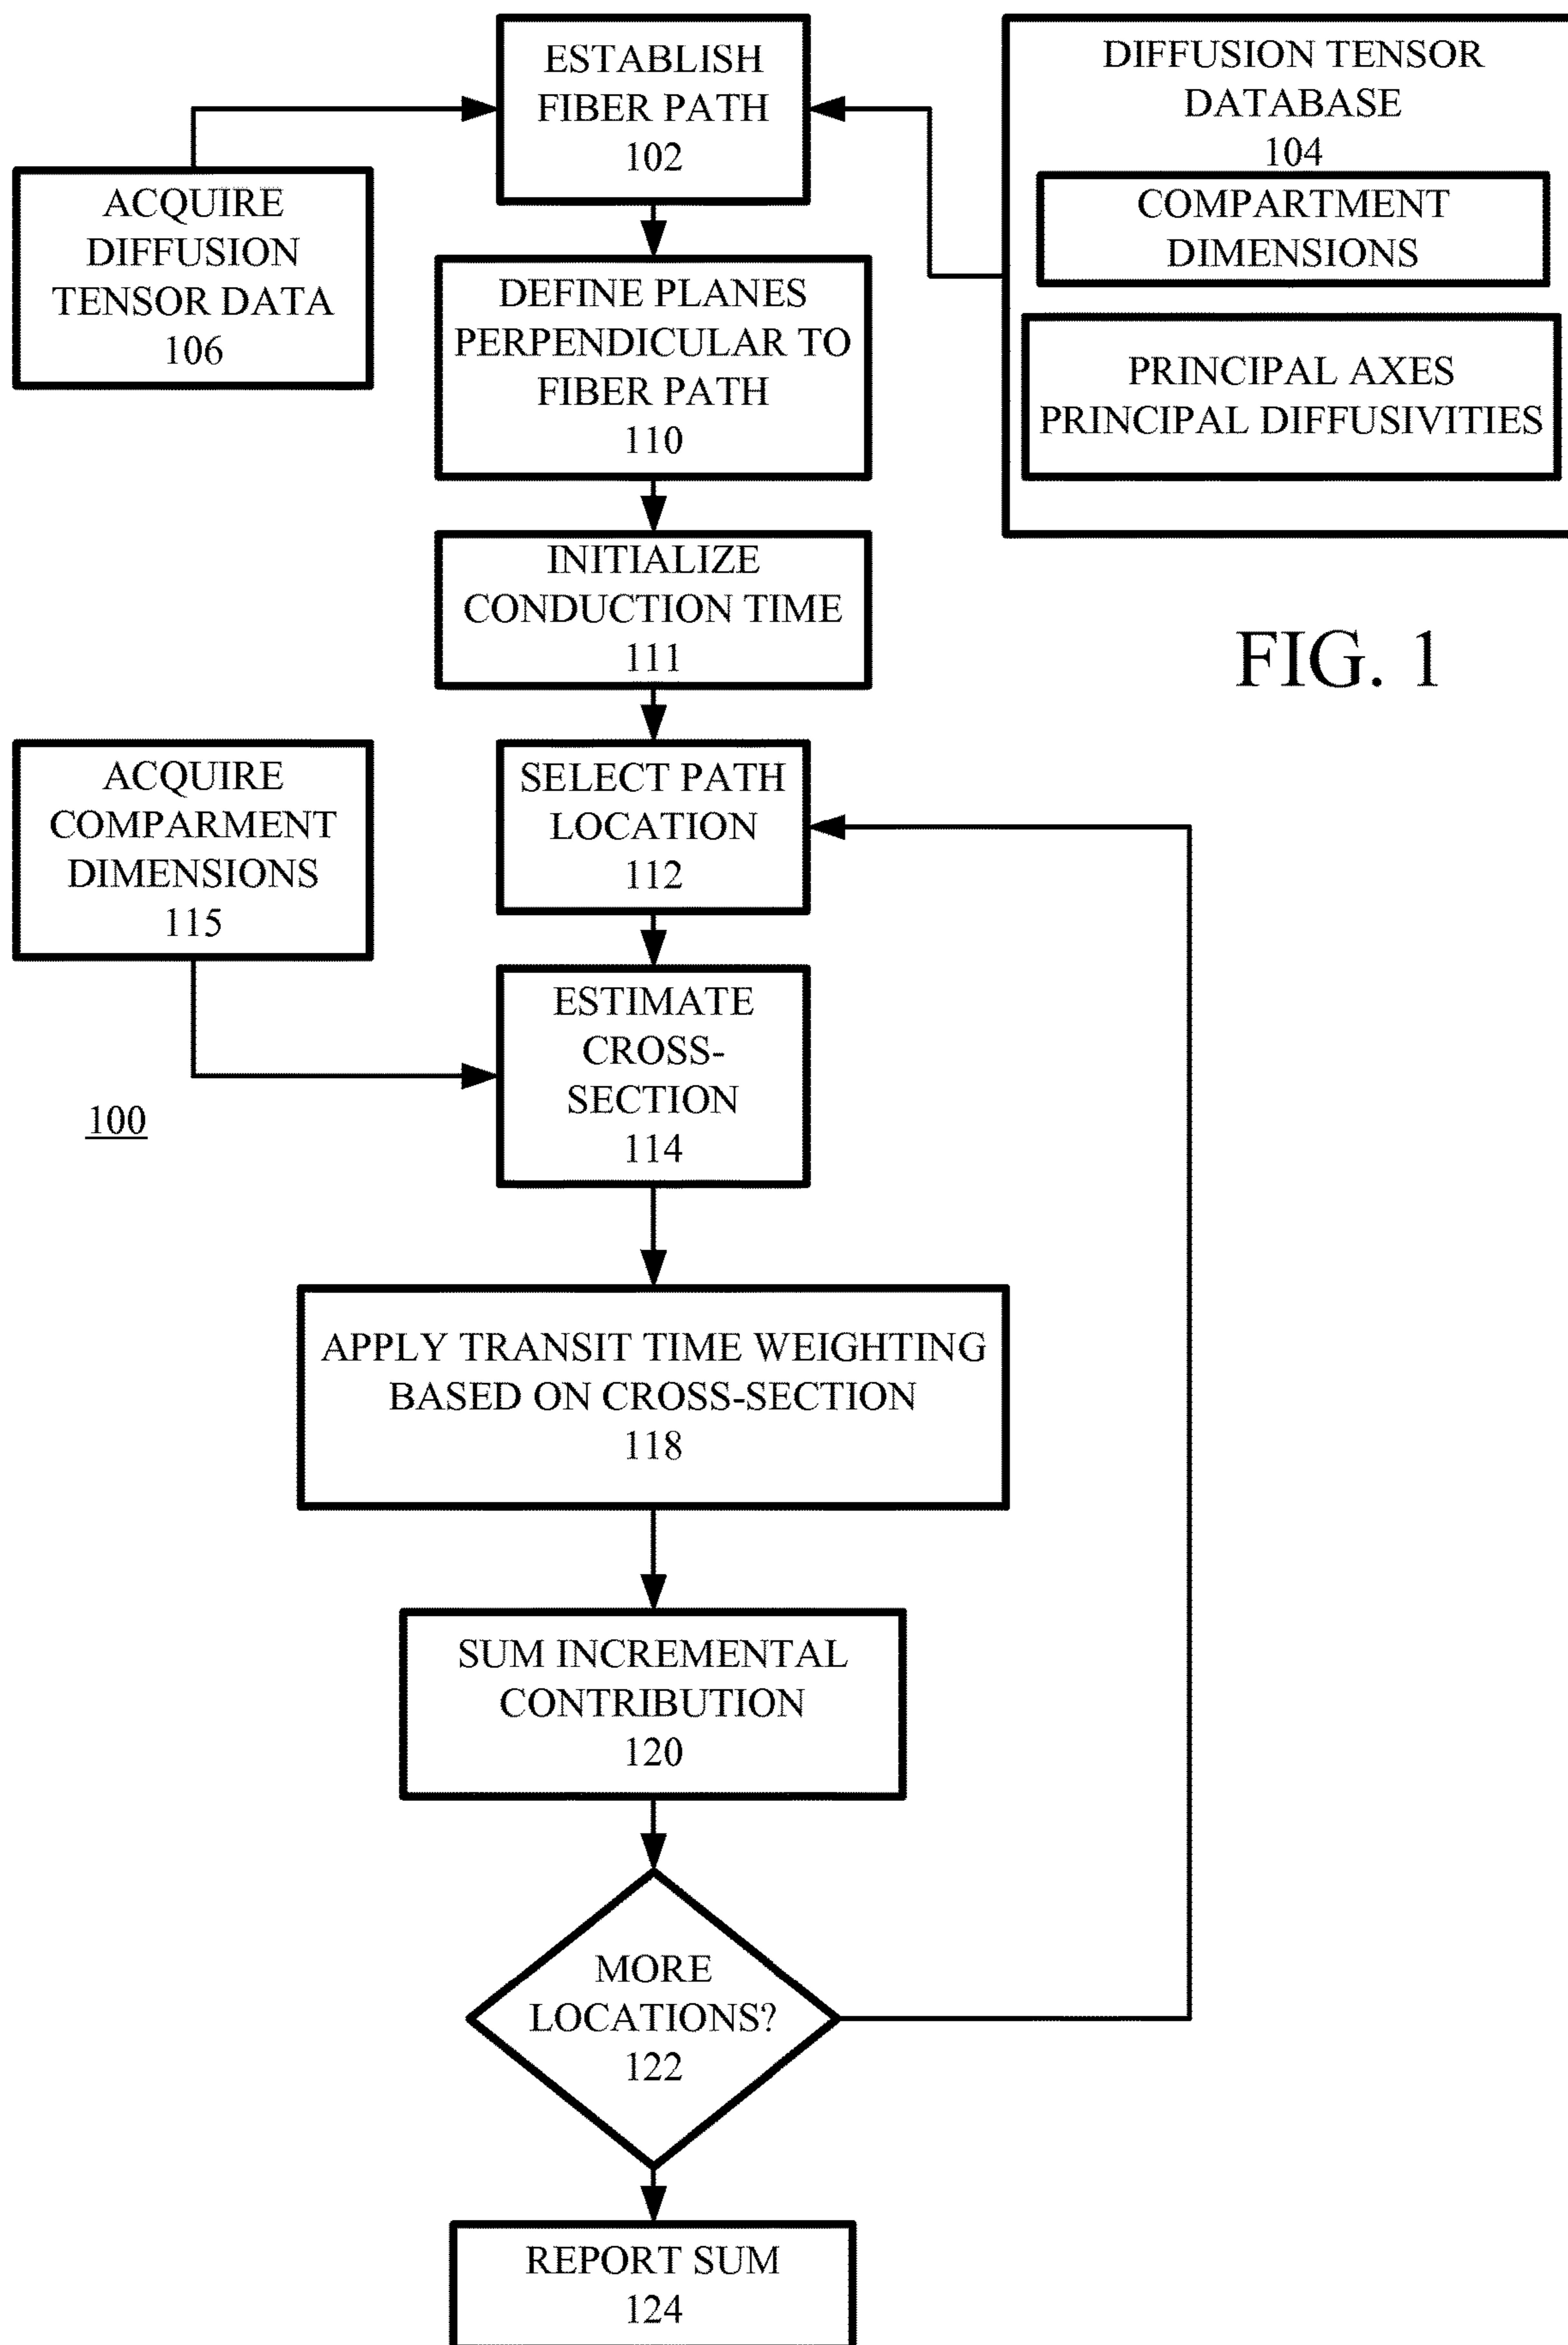 ESTABLISH
FIBER PATH
102
DIFFUSION TENSOR
DATABASE
104
COMPARTMENT
DIMENSIONS
PRINCIPAL AXES
PRINCIPAL DIFFUSIVITIES
ACQUIRE
DIFFUSION
TENSOR DATA
106
DEFINE PLANES
PERPENDICULAR TO
FIBER PATH
110
INITIALIZE
CONDUCTION TIME
111
FIG. 1
ACQUIRE
COMPARMENT
DIMENSIONS
115
SELECT PATH
LOCATION
112
ESTIMATE
CROSS-
SECTION
114
100
APPLY TRANSIT TIME WEIGHTING
BASED ON CROSS-SECTION
118
SUM INCREMENTAL
CONTRIBUTION
120
MORE
LOCATIONS?
122
REPORT SUM
124